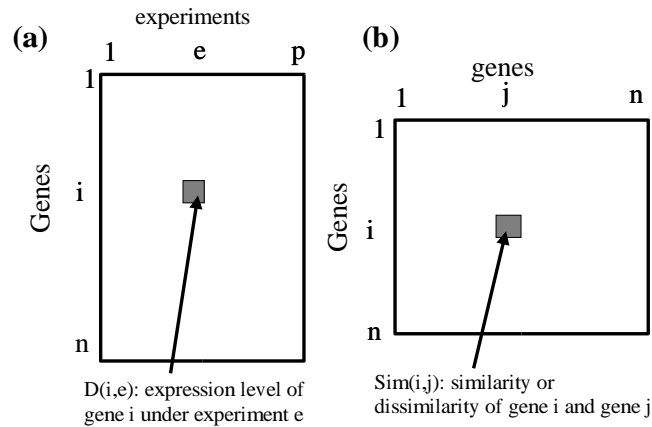 (a)
experiments
1 e p
1
i
n
Genes
D(i,e): expression level of
gene i under experiment e
(b)
genes
1 j n
1
i
n
Genes
Sim(i,j): similarity or
dissimilarity of gene i and gene j